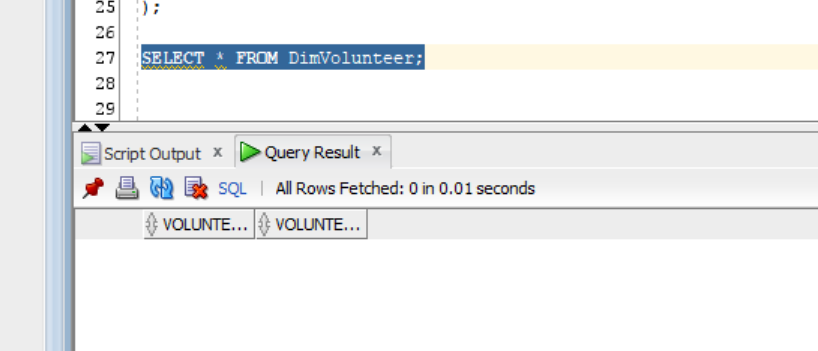 25 );
26
27 SELECT * FROM DimVolunteer;
28
29
Script Output x Query Result x
SQL | All Rows Fetched: 0 in 0.01 seconds
VOLUNTE... VOLUNTE...